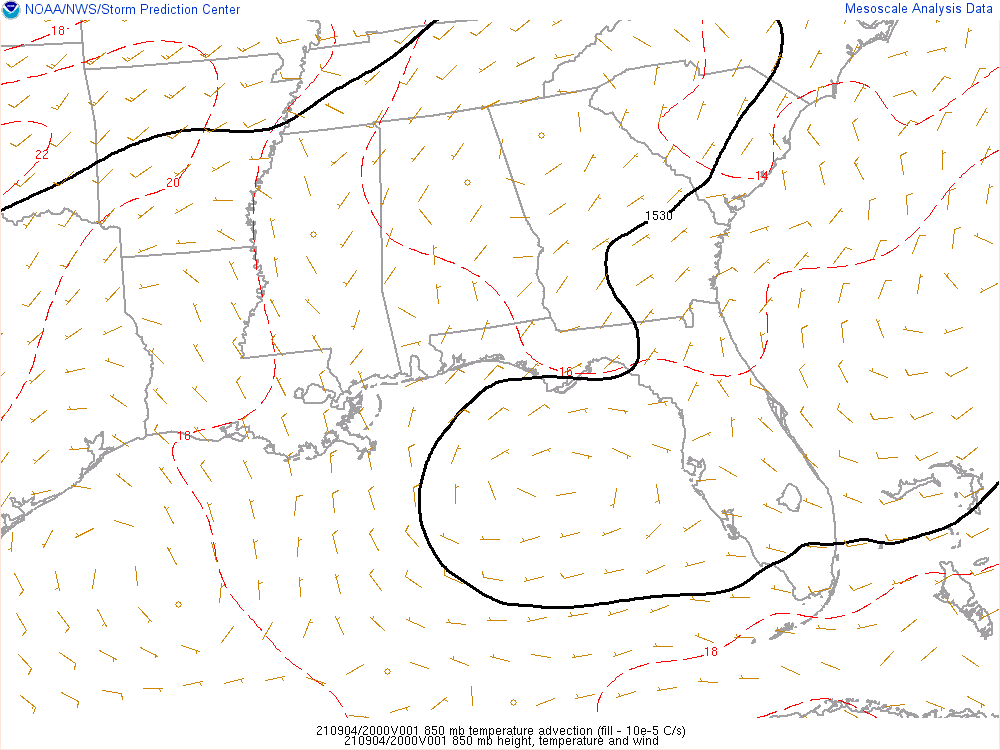 NOAA/NWS/Storm Prediction Center
Mesoscale Analysis Data
18
22
20
14
1530
16
18
18
210904/2000V001 850 mb temperature advection (fill - 10e-5 C/s)
210904/2000V001 850 mb height, temperature and wind